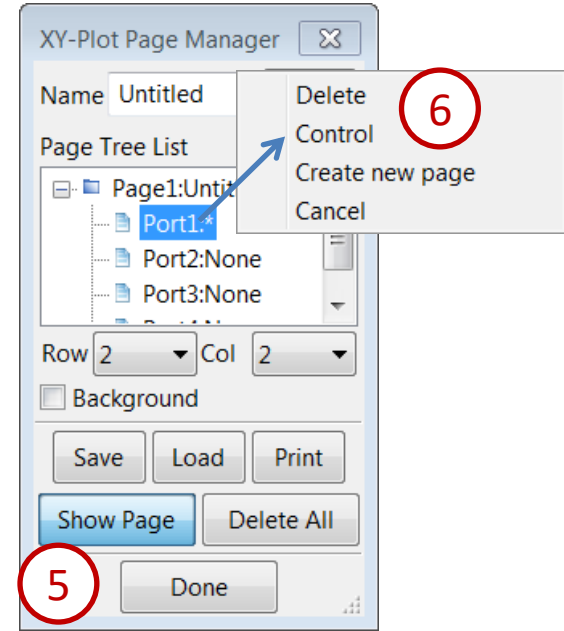 XY-Plot Page Manager
Name Untitled
Delete
Control
Create new page
Cancel
6
Page Tree List
Page1:Untit
Port1:*
Port2:None
Port3:None
Row 2 Col 2
Background
Save Load Print
Show Page Delete All
5 Done